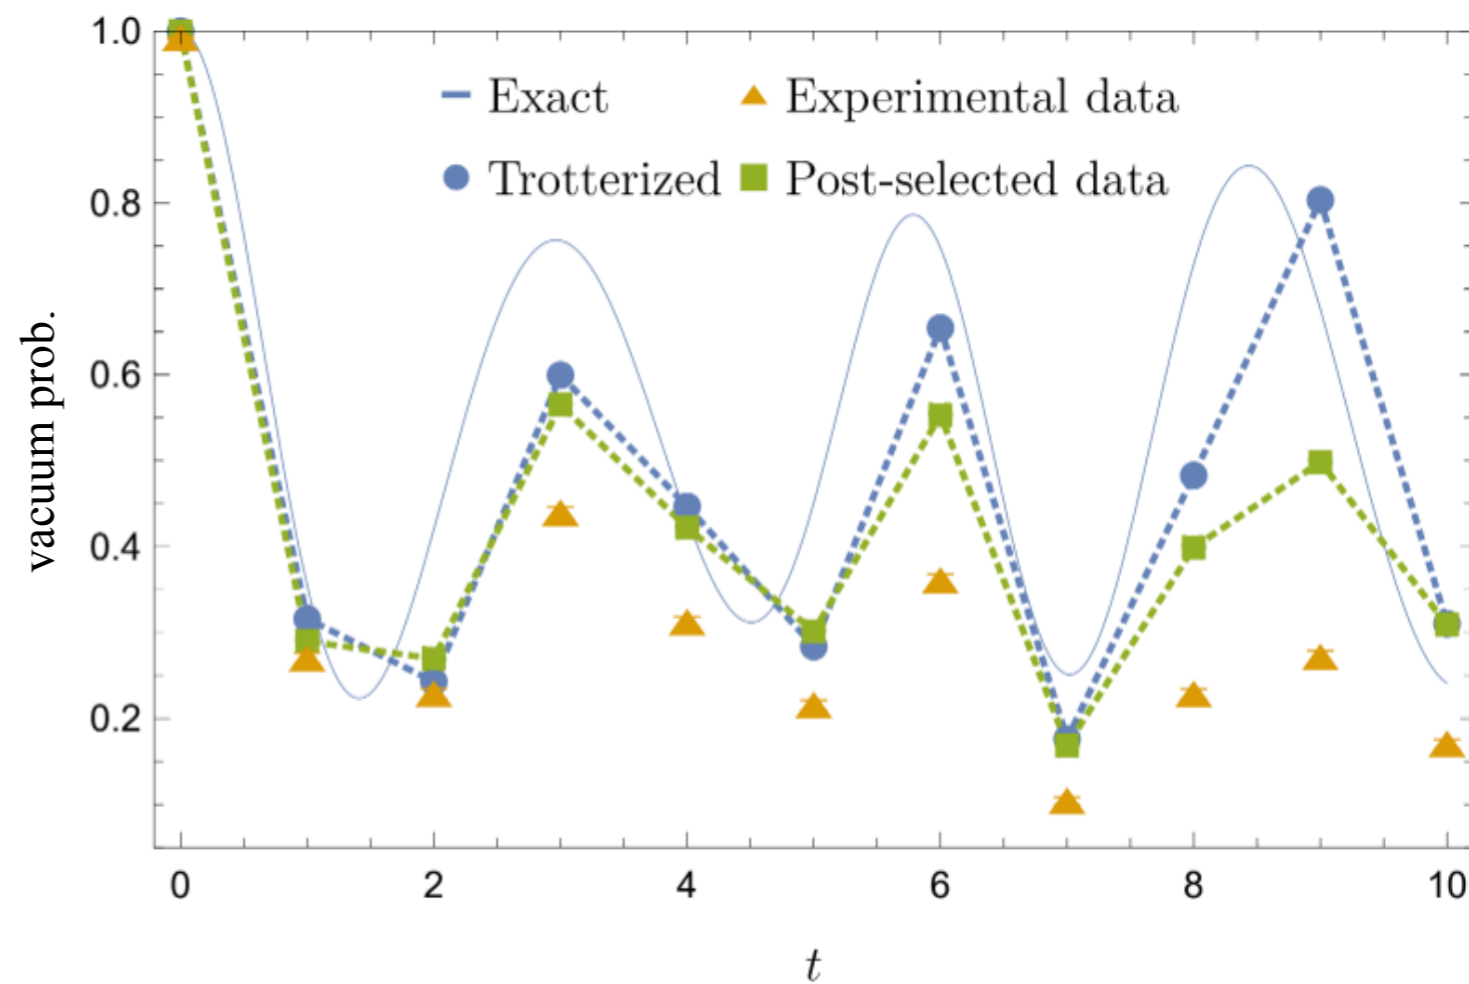 1.0
0.8
0.6
0.4
0.2
vacuum prob.
Exact
Experimental data
Trotterized
Post-selected data
0 2 4 6 8 10
t